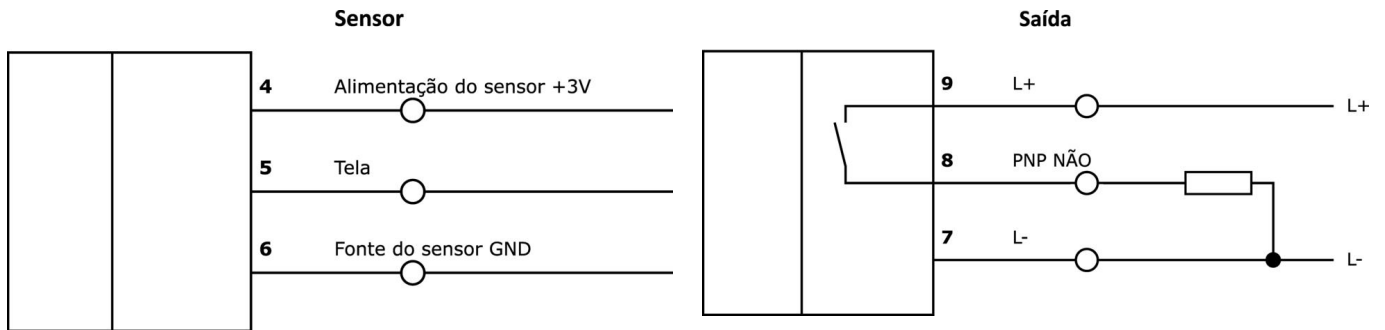 Sensor
4 Alimentação do sensor +3V
5 Tela
6 Fonte do sensor GND
Saída
9 L+
L+
8 PNP NÃO
7 L-
L-